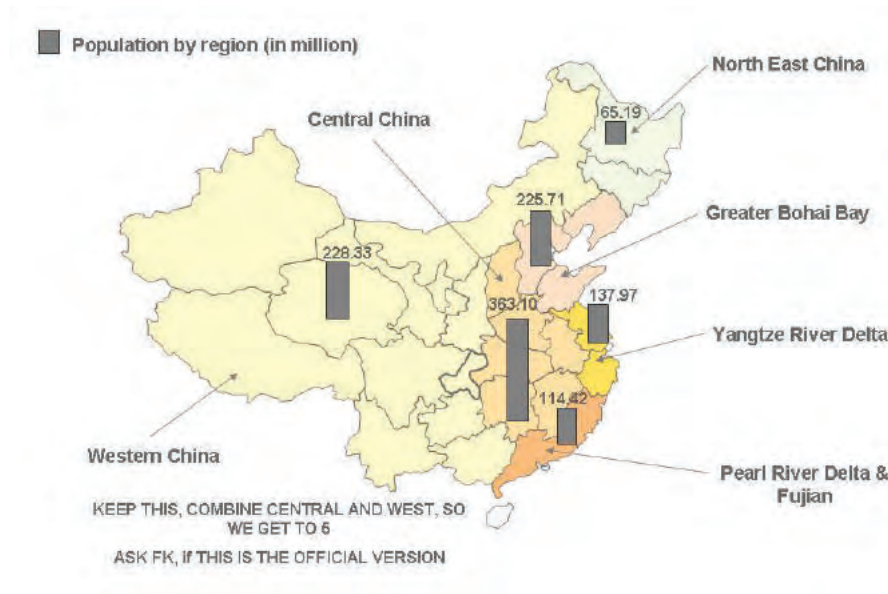 Population by region (in million)
North East China
65.19
Central China
225.71
Greater Bohai Bay
228.33
363.10
137.97
Yangtze River Delta
114.42
Western China
Pearl River Delta &
Fujian
KEEP THIS, COMBINE CENTRAL AND WEST, SO
WE GET TO 5
ASK FK, if THIS IS THE OFFICIAL VERSION